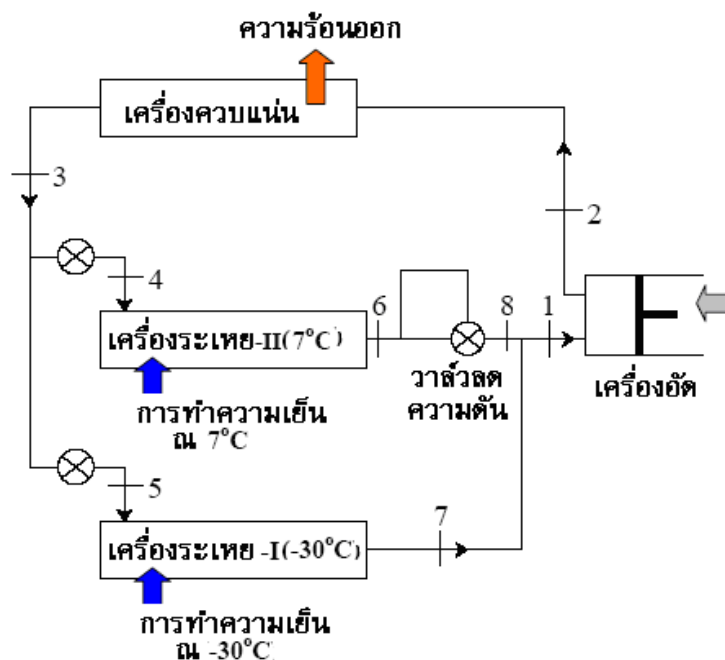 ความร้อนออก
เครื่องควบแน่น
3
2
4
6
8
1
เครื่องระเหย-II(7°C)
วาล์วลด
ความดัน
เครื่องอัด
การทำความเย็น
ณ 7°C
5
7
เครื่องระเหย -I(-30°C)
การทำความเย็น
ณ -30°C